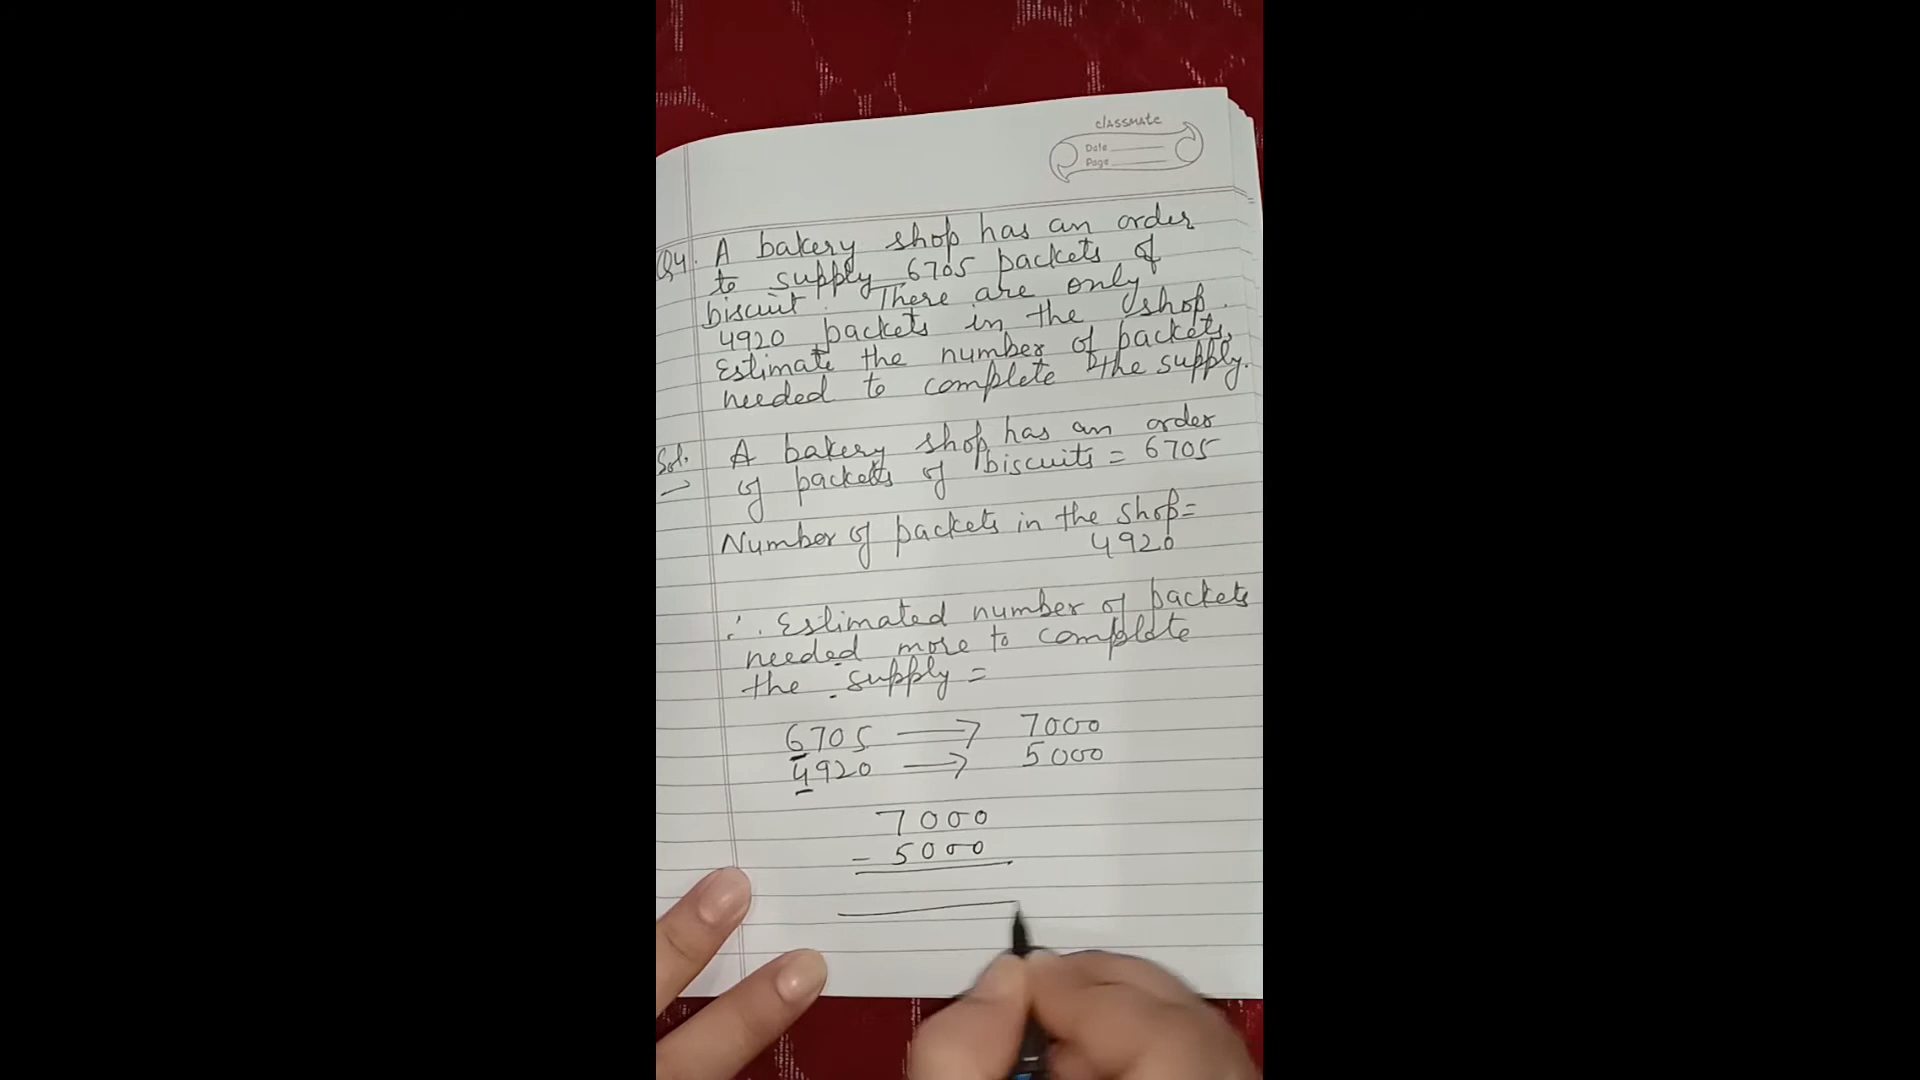 classmate
Date
Page
Q4. A bakery shop has an order
to supply 6705 packets of
biscuit. There are only
4920 packets in the shop.
Estimate the number of packets,
needed to complete the supply.
Sol. A bakery shop has an order
of packets of biscuits = 6705
Number of packets in the shop =
4920
∴ Estimated number of packets
needed more to complete
the supply =
6705 → 7000
4920 → 5000
7000
- 5000